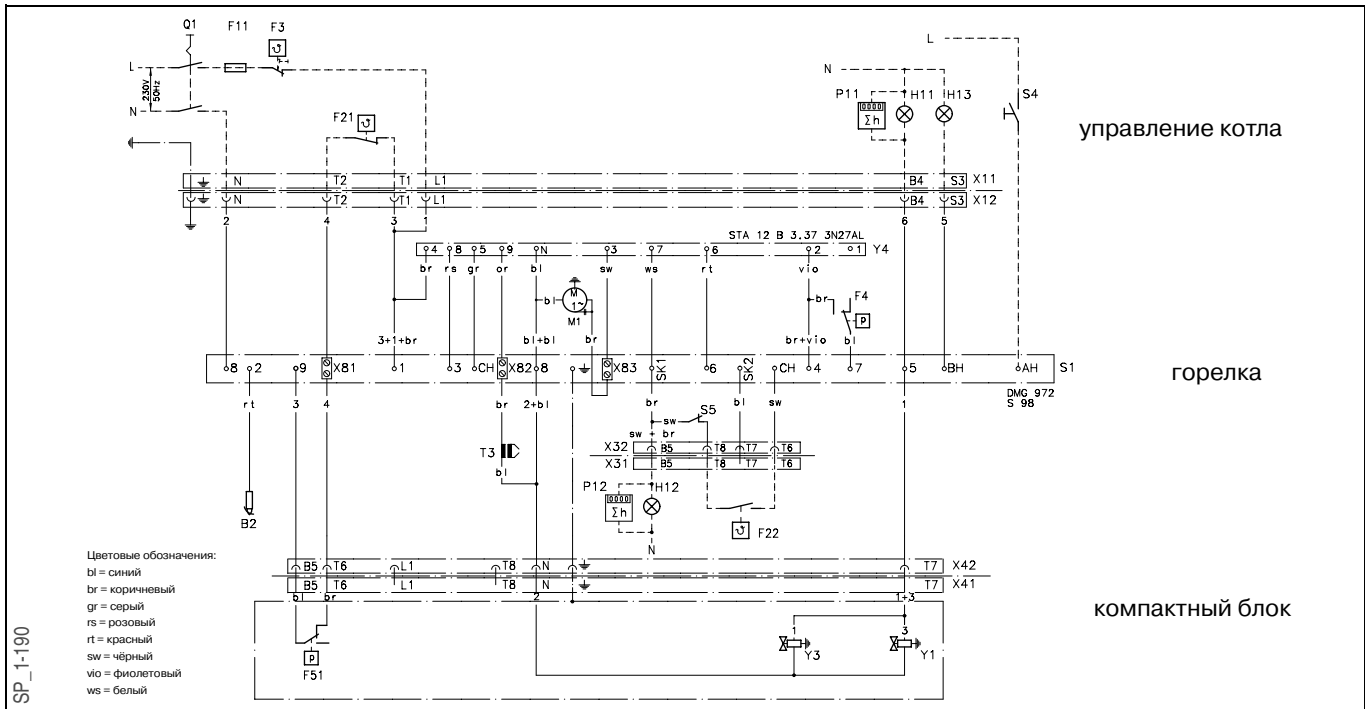 Q1 F11 F3
L
230V
50Hz
N
F21
L
N
P11 H11 H13 S4
Σh
управление котла
N T2 T1 L1 B4 S3 X11
N T2 T1 L1 B4 S3 X12
2 4 3 1 6 5
STA 12 B 3.37 3N27AL
4 8 5 9 N 3 7 6 2 1 Y4
br rs gr or bl sw ws rt vio
bl M 1~ br F4
M1 P
3+1+br bl+bl br br+vio bl
8 2 9 X81 1 3 CH X82 8 X83 SK1 6 SK2 CH 4 7 5 BH AH S1
горелка
DMG 972
S 98
rt 3 4 br 2+bl br bl sw 1
sw S5
sw + br
X32 B5 T8 T7 T6
X31 B5 T8 T7 T6
T3
bl
P12 H12
Σh
F22
N
B2
Цветовые обозначения:
bl = синий
br = коричневый
gr = серый
rs = розовый
rt = красный
sw = чёрный
vio = фиолетовый
ws = белый
B5 T6 L1 T8 N T7 X42
B5 T6 L1 T8 N T7 X41
bl br 2 1+3
компактный блок
1 3
Y3 Y1
P
F51
SP_1-190